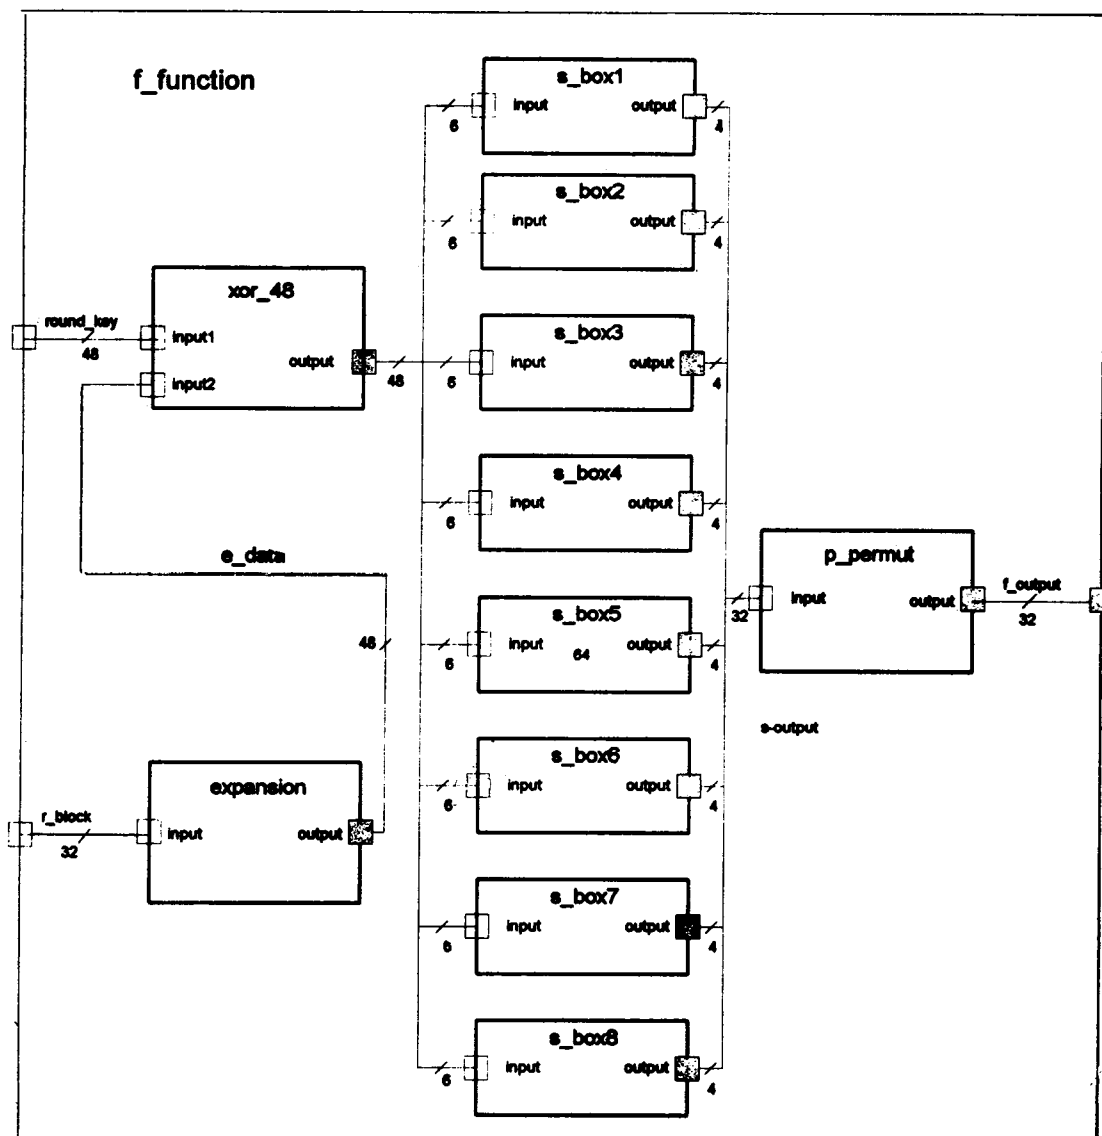 f_function
s_box1
input output
6 4
s_box2
input output
6 4
xor_48
round_key
48
input1
input2
output
48
s_box3
input output
6 4
s_box4
input output
6 4
e_data
48
s_box5
input output
64
6 4
p_permut
input output
32
f_output
32
s-output
s_box6
input output
6 4
expansion
r_block
32
input output
s_box7
input output
6 4
s_box8
input output
6 4